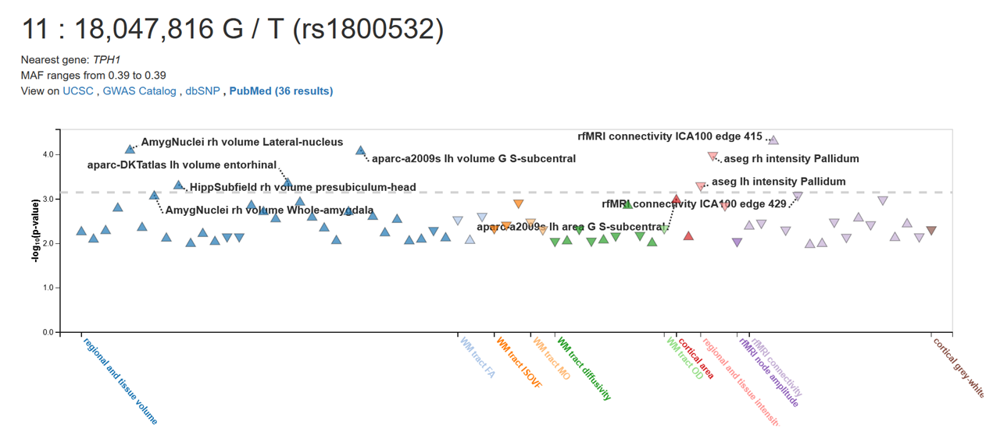 11 : 18,047,816 G / T (rs1800532)
Nearest gene: TPH1
MAF ranges from 0.39 to 0.39
View on UCSC , GWAS Catalog , dbSNP , PubMed (36 results)
rfMRI connectivity ICA100 edge 415
AmygNuclei rh volume Lateral-nucleus
4.0
aparc-a2009s lh volume G S-subcentral
aseg rh intensity Pallidum
aparc-DKTatlas lh volume entorhinal
aseg lh intensity Pallidum
HippSubfield rh volume presubiculum-head
3.0
rfMRI connectivity ICA100 edge 429
AmygNuclei rh volume Whole-amygdala
aparc-a2009s lh area G S-subcentral
-log10(p-value)
2.0
1.0
0.0
regional and tissue volume
WM tract FA
WM tract ISOVF
WM tract MO
WM tract diffusivity
WM tract OD
cortical area
regional and tissue intensity
rfMRI node amplitude
rfMRI connectivity
cortical grey-white